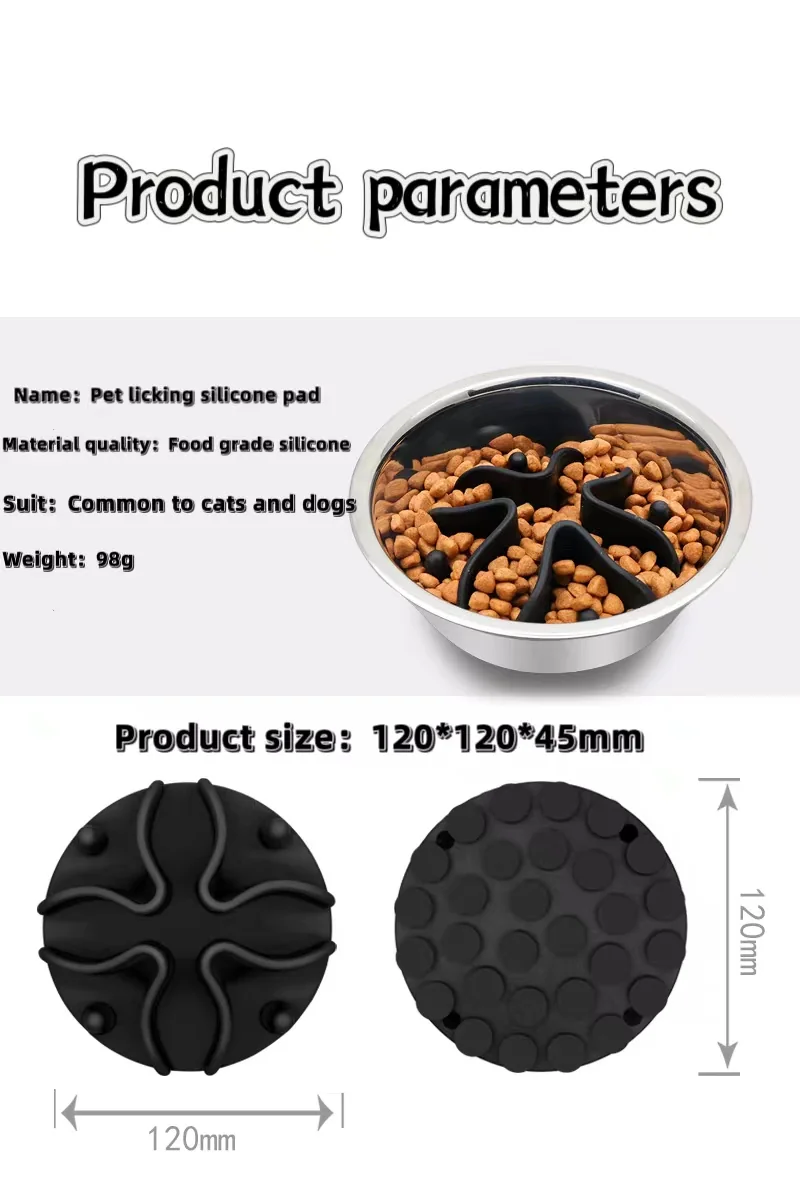 Product parameters
Name: Pet licking silicone pad
Material quality: Food grade silicone
Suit: Common to cats and dogs
Weight: 98g
Product size: 120*120*45mm
120mm
120mm